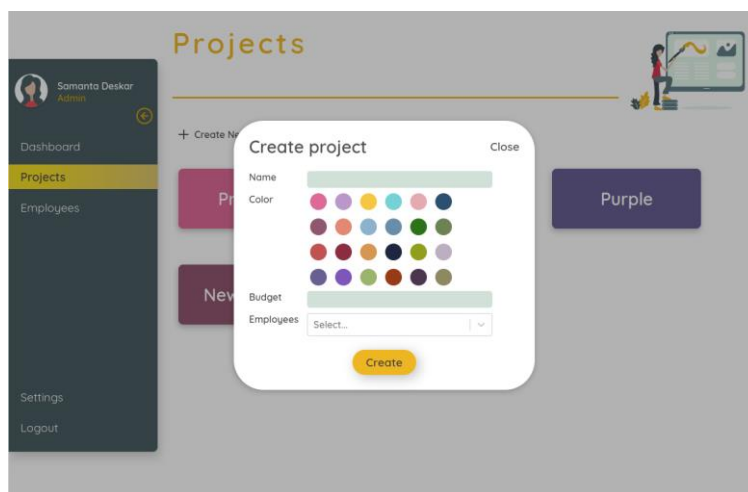 Projects
Samanta Deskar
Admin
Dashboard
Projects
Employees
Settings
Logout
+ Create Ne
Pr
Purple
New
Create project
Close
Name
Color
Budget
Employees
Select...
Create